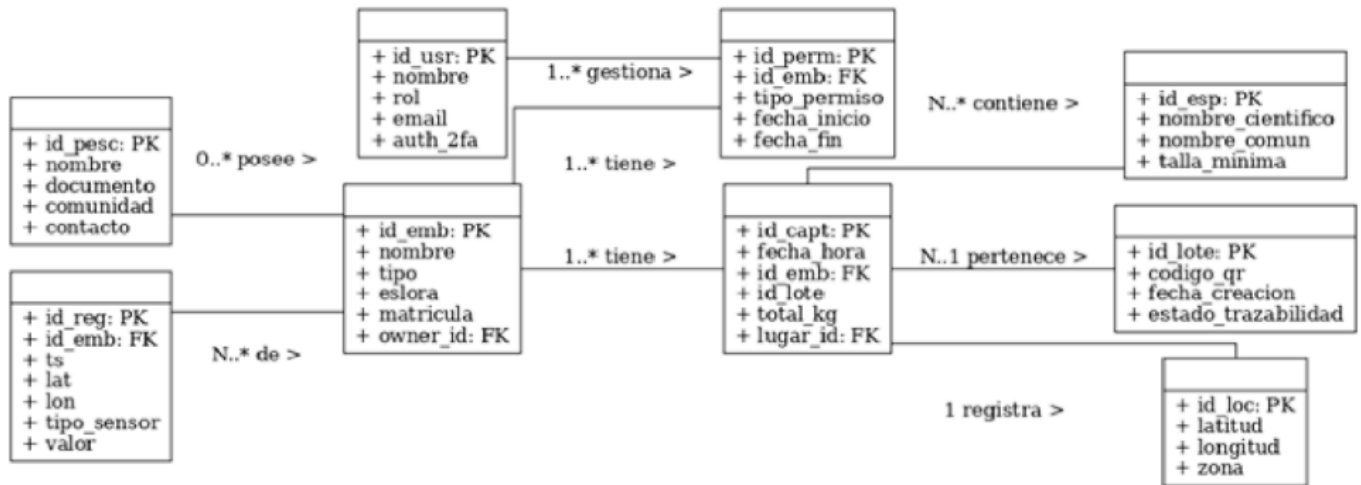 + id_usr: PK
+ nombre
+ rol
+ email
+ auth_2fa
1..* gestiona >
+ id_perm: PK
+ id_emb: FK
+ tipo_permiso
+ fecha_inicio
+ fecha_fin
N..* contiene >
+ id_esp: PK
+ nombre_cientifico
+ nombre_comun
+ talla_minima
+ id_pesc: PK
+ nombre
+ documento
+ comunidad
+ contacto
0..* posee >
1..* tiene >
+ id_emb: PK
+ nombre
+ tipo
+ eslora
+ matricula
+ owner_id: FK
1..* tiene >
+ id_capt: PK
+ fecha_hora
+ id_emb: FK
+ id_lote
+ total_kg
+ lugar_id: FK
N..1 pertenece >
+ id_lote: PK
+ codigo_qr
+ fecha_creacion
+ estado_trazabilidad
+ id_reg: PK
+ id_emb: FK
+ ts
+ lat
+ lon
+ tipo_sensor
+ valor
N..* de >
1 registra >
+ id_loc: PK
+ latitud
+ longitud
+ zona